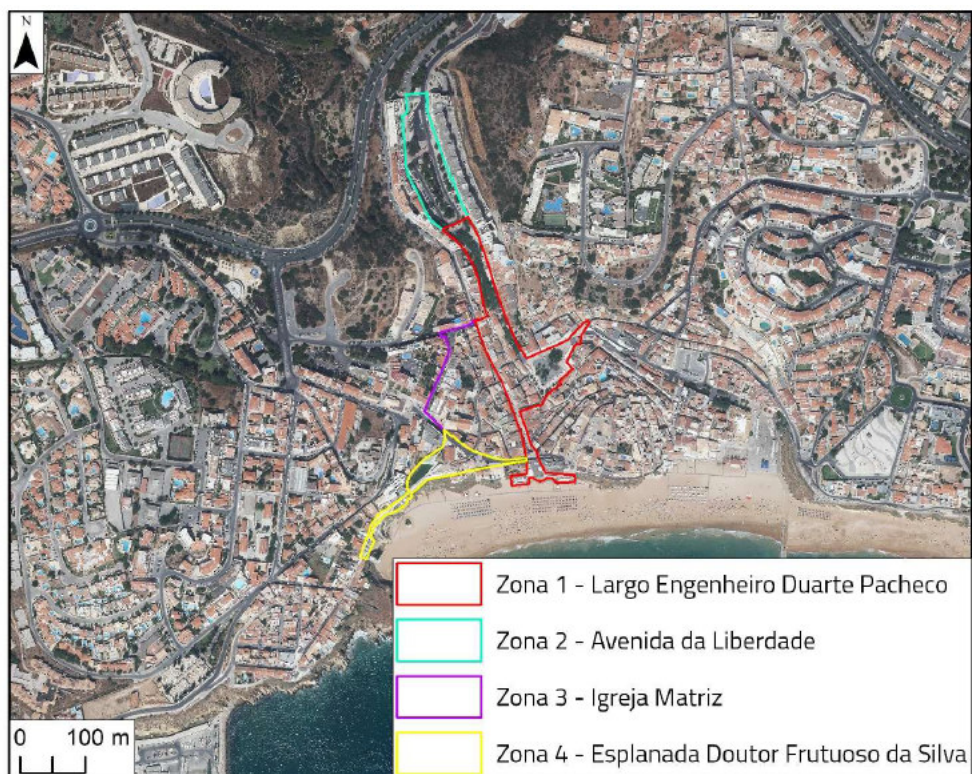 N
Zona 1 - Largo Engenheiro Duarte Pacheco
Zona 2 - Avenida da Liberdade
Zona 3 - Igreja Matriz
Zona 4 - Esplanada Doutor Frutuoso da Silva
0 100 m